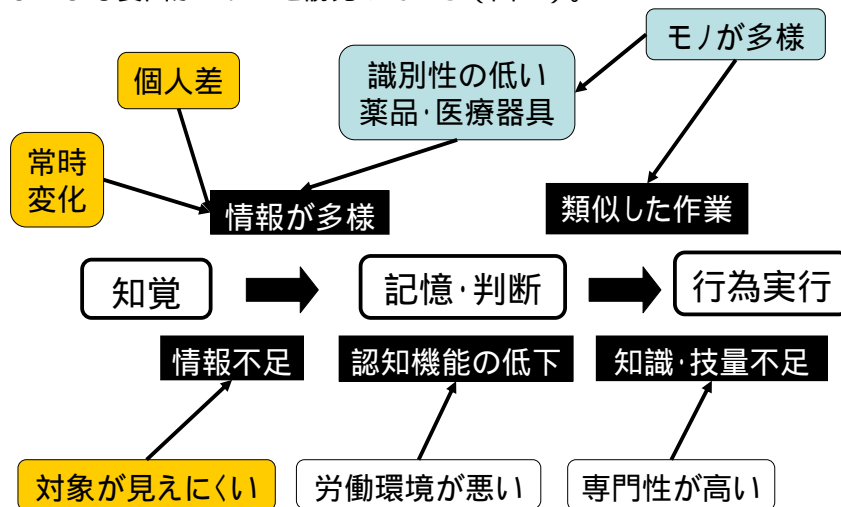 モノが多様
個人差
識別性の低い
薬品・医療器具
常時
変化
情報が多様
類似した作業
知覚
記憶・判断
行為実行
情報不足
認知機能の低下
知識・技量不足
対象が見えにくい
労働環境が悪い
専門性が高い